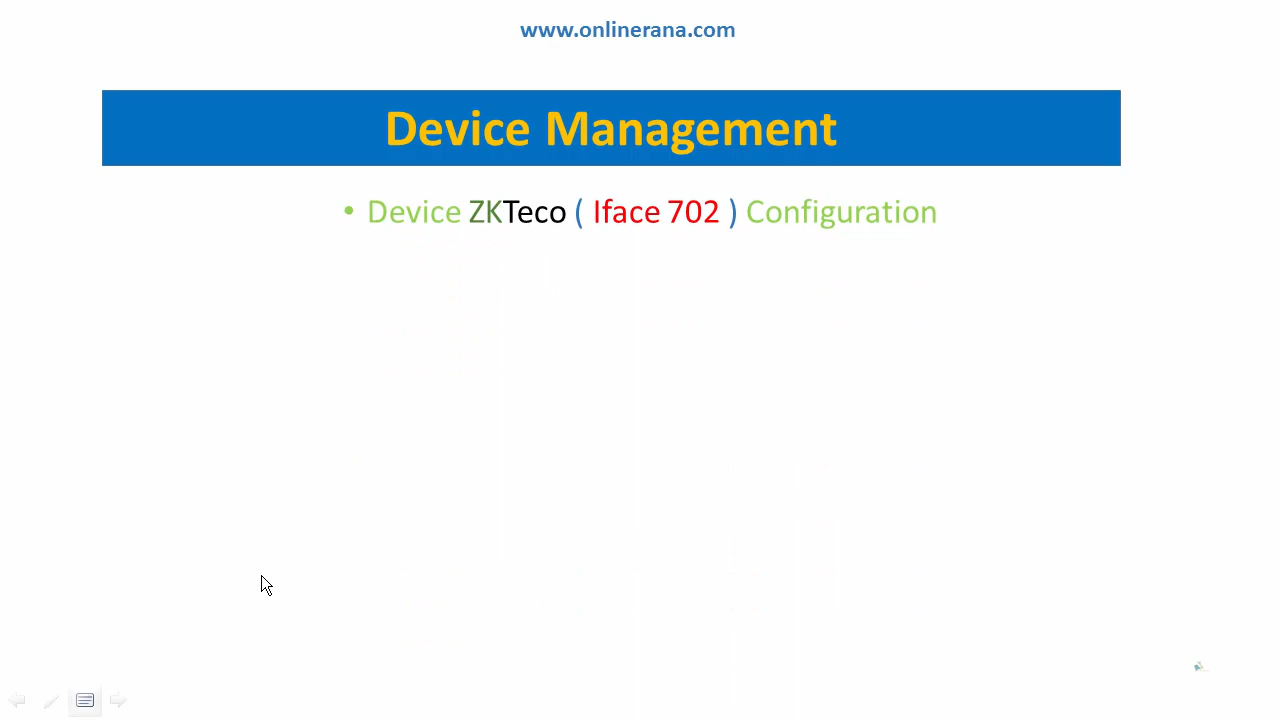 www.onlinerana.com
Device Management
• Device ZKTeco ( Iface 702 ) Configuration